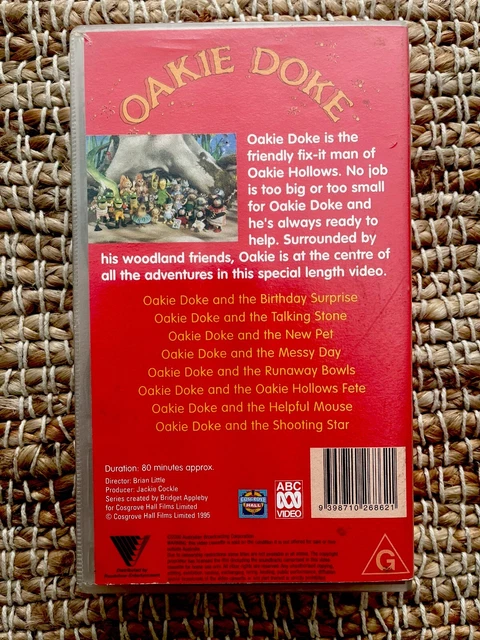 OAKIE DOKE
Oakie Doke is the
friendly fix-it man of
Oakie Hollows. No job
is too big or too small
for Oakie Doke and
he's always ready to
help. Surrounded by
his woodland friends, Oakie is at the centre of
all the adventures in this special length video.
Oakie Doke and the Birthday Surprise
Oakie Doke and the Talking Stone
Oakie Doke and the New Pet
Oakie Doke and the Messy Day
Oakie Doke and the Runaway Bowls
Oakie Doke and the Oakie Hollows Fete
Oakie Doke and the Helpful Mouse
Oakie Doke and the Shooting Star
Duration: 80 minutes approx.
Director: Brian Little
Producer: Jackie Cockle
Series created by Bridget Appleby
for Cosgrove Hall Films Limited
© Cosgrove Hall Films Limited 1995
COSGROVE
HALL
ABC
VIDEO
9 398710 268621
G